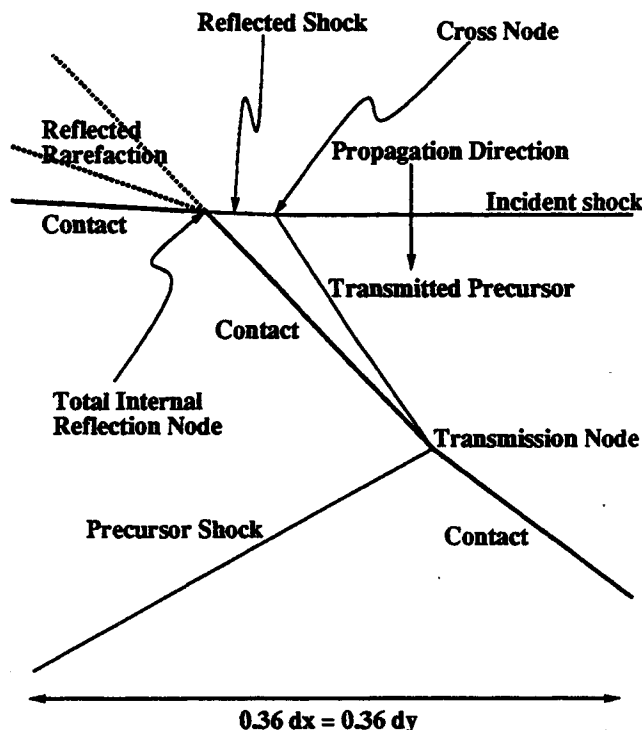 Reflected Shock
Cross Node
Reflected
Rarefaction
Propagation Direction
Contact
Incident shock
Transmitted Precursor
Contact
Total Internal
Reflection Node
Transmission Node
Precursor Shock
Contact
0.36 dx = 0.36 dy